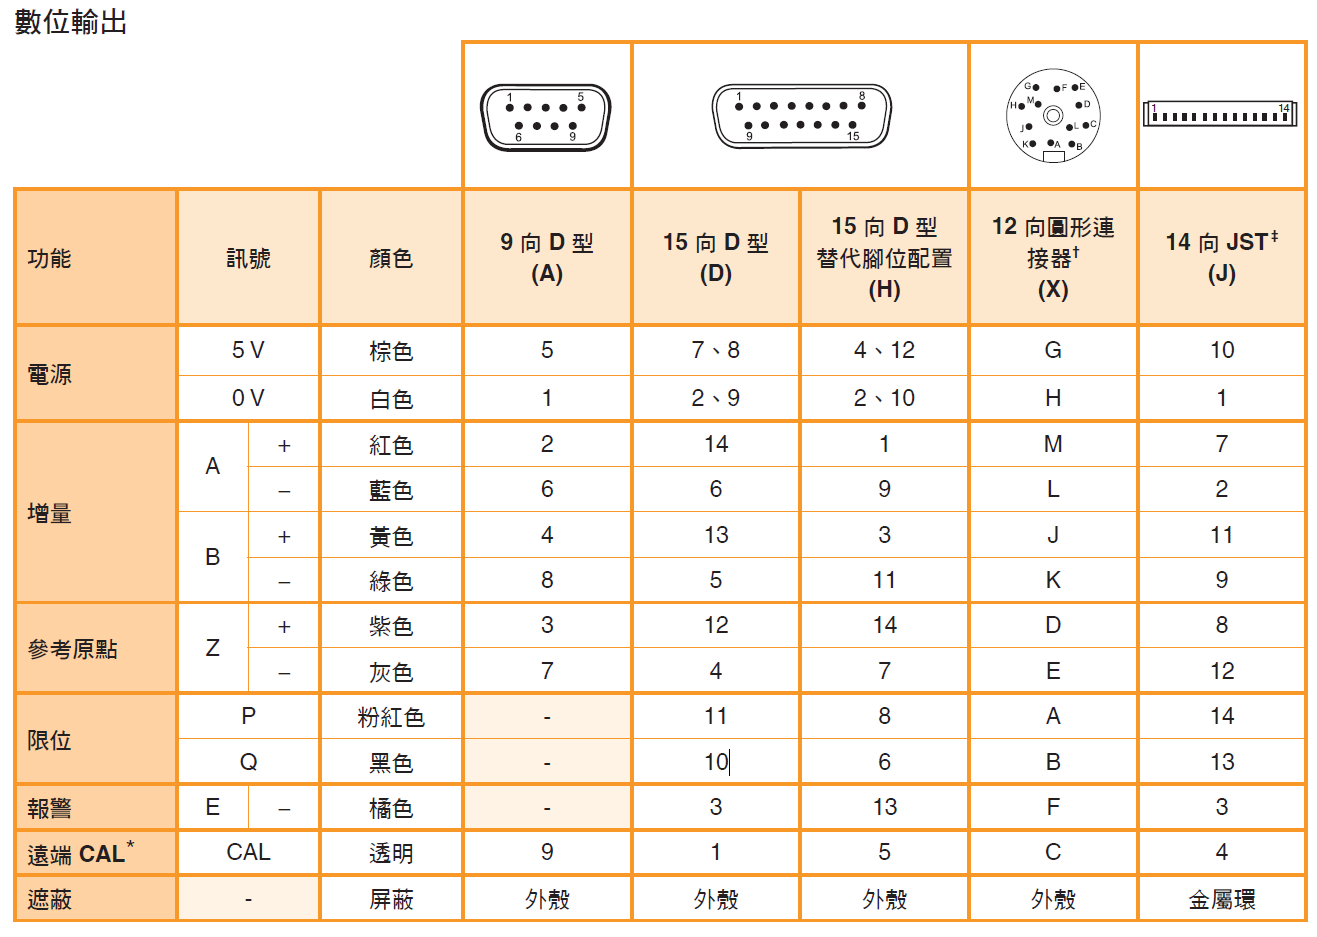 數位輸出
1 5
6 9
1 8
9 15
G F E
H M D
J L C
K A B
1 14
功能 訊號 顏色 9 向 D 型 (A) 15 向 D 型 (D) 15 向 D 型 替代腳位配置 (H) 12 向圓形連接器† (X) 14 向 JST‡ (J)
電源 5 V 棕色 5 7、8 4、12 G 10
0 V 白色 1 2、9 2、10 H 1
增量 A + 紅色 2 14 1 M 7
− 藍色 6 6 9 L 2
B + 黃色 4 13 3 J 11
− 綠色 8 5 11 K 9
參考原點 Z + 紫色 3 12 14 D 8
− 灰色 7 4 7 E 12
限位 P 粉紅色 - 11 8 A 14
Q 黑色 - 10 6 B 13
報警 E − 橘色 - 3 13 F 3
遠端 CAL* CAL 透明 9 1 5 C 4
遮蔽 - 屏蔽 外殼 外殼 外殼 外殼 金屬環